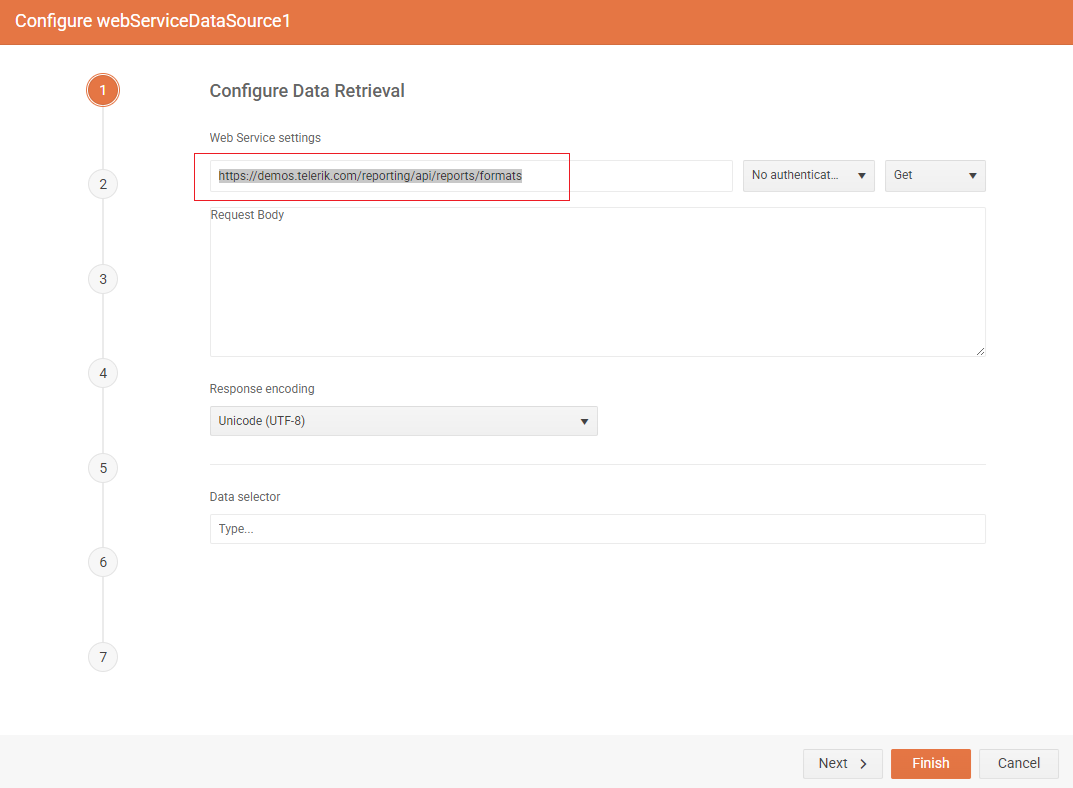 Configure webServiceDataSource1
1
Configure Data Retrieval
Web Service settings
https://demos.telerik.com/reporting/api/reports/formats
No authenticat...
Get
2
Request Body
3
4
Response encoding
Unicode (UTF-8)
5
Data selector
Type...
6
7
Next
Finish
Cancel